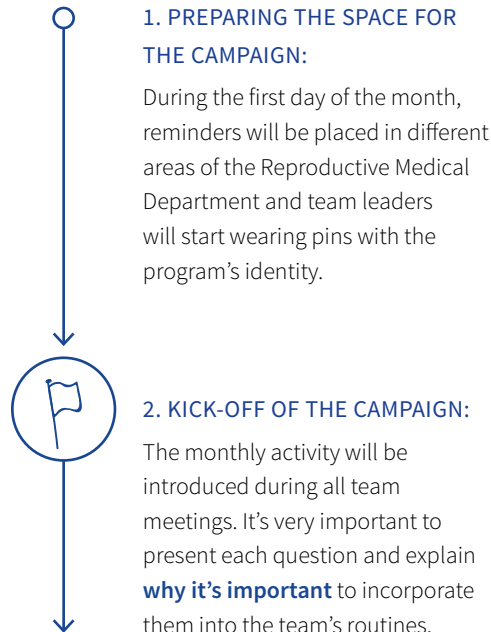 1. PREPARING THE SPACE FOR
THE CAMPAIGN:
During the first day of the month,
reminders will be placed in different
areas of the Reproductive Medical
Department and team leaders
will start wearing pins with the
program’s identity.
2. KICK-OFF OF THE CAMPAIGN:
The monthly activity will be
introduced during all team
meetings. It’s very important to
present each question and explain
why it’s important to incorporate
them into the team’s routines.